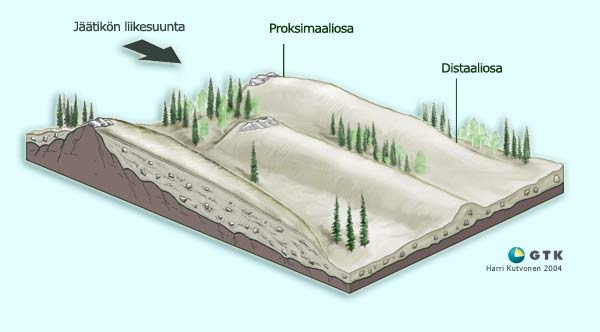 Jäätikön liikesuunta
Proksimaaliosa
Distaaliosa
GTK
Harri Kutvonen 2004